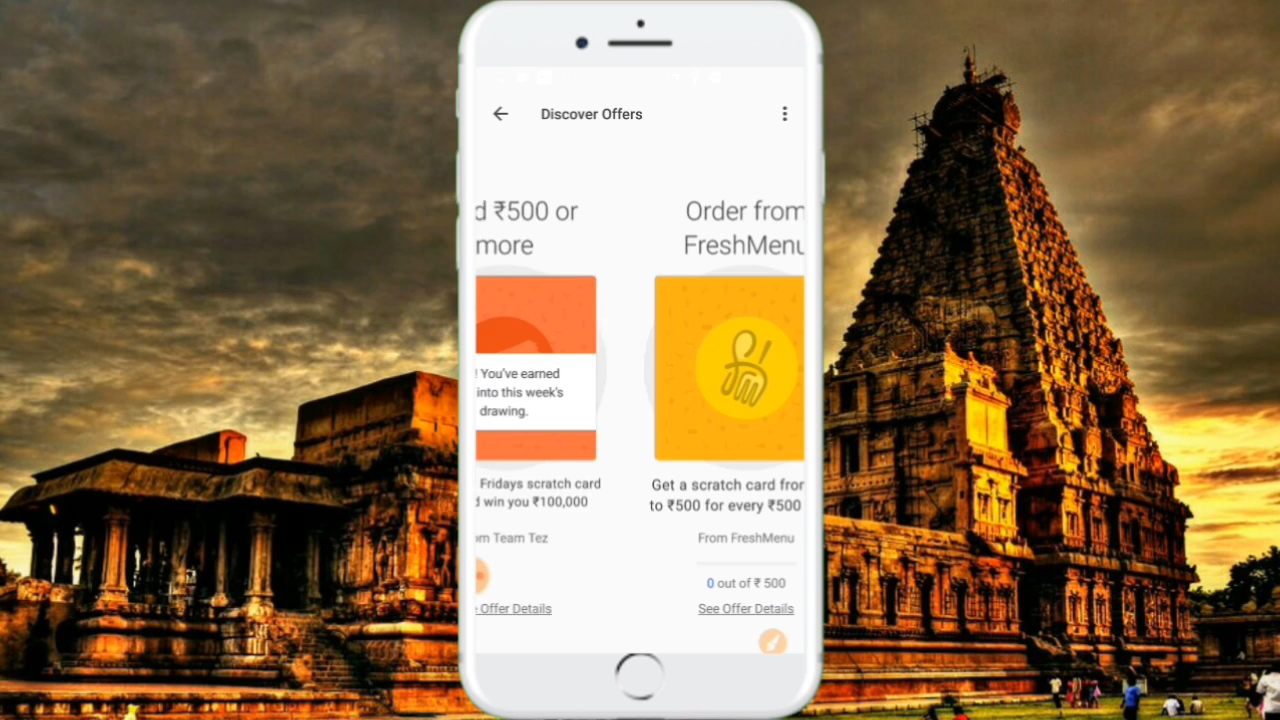 Discover Offers
d ₹500 or
more
! You've earned
into this week's
drawing.
Fridays scratch card
d win you ₹100,000
om Team Tez
Offer Details
Order from
FreshMenu
Get a scratch card from
to ₹500 for every ₹500
From FreshMenu
0 out of ₹ 500
See Offer Details